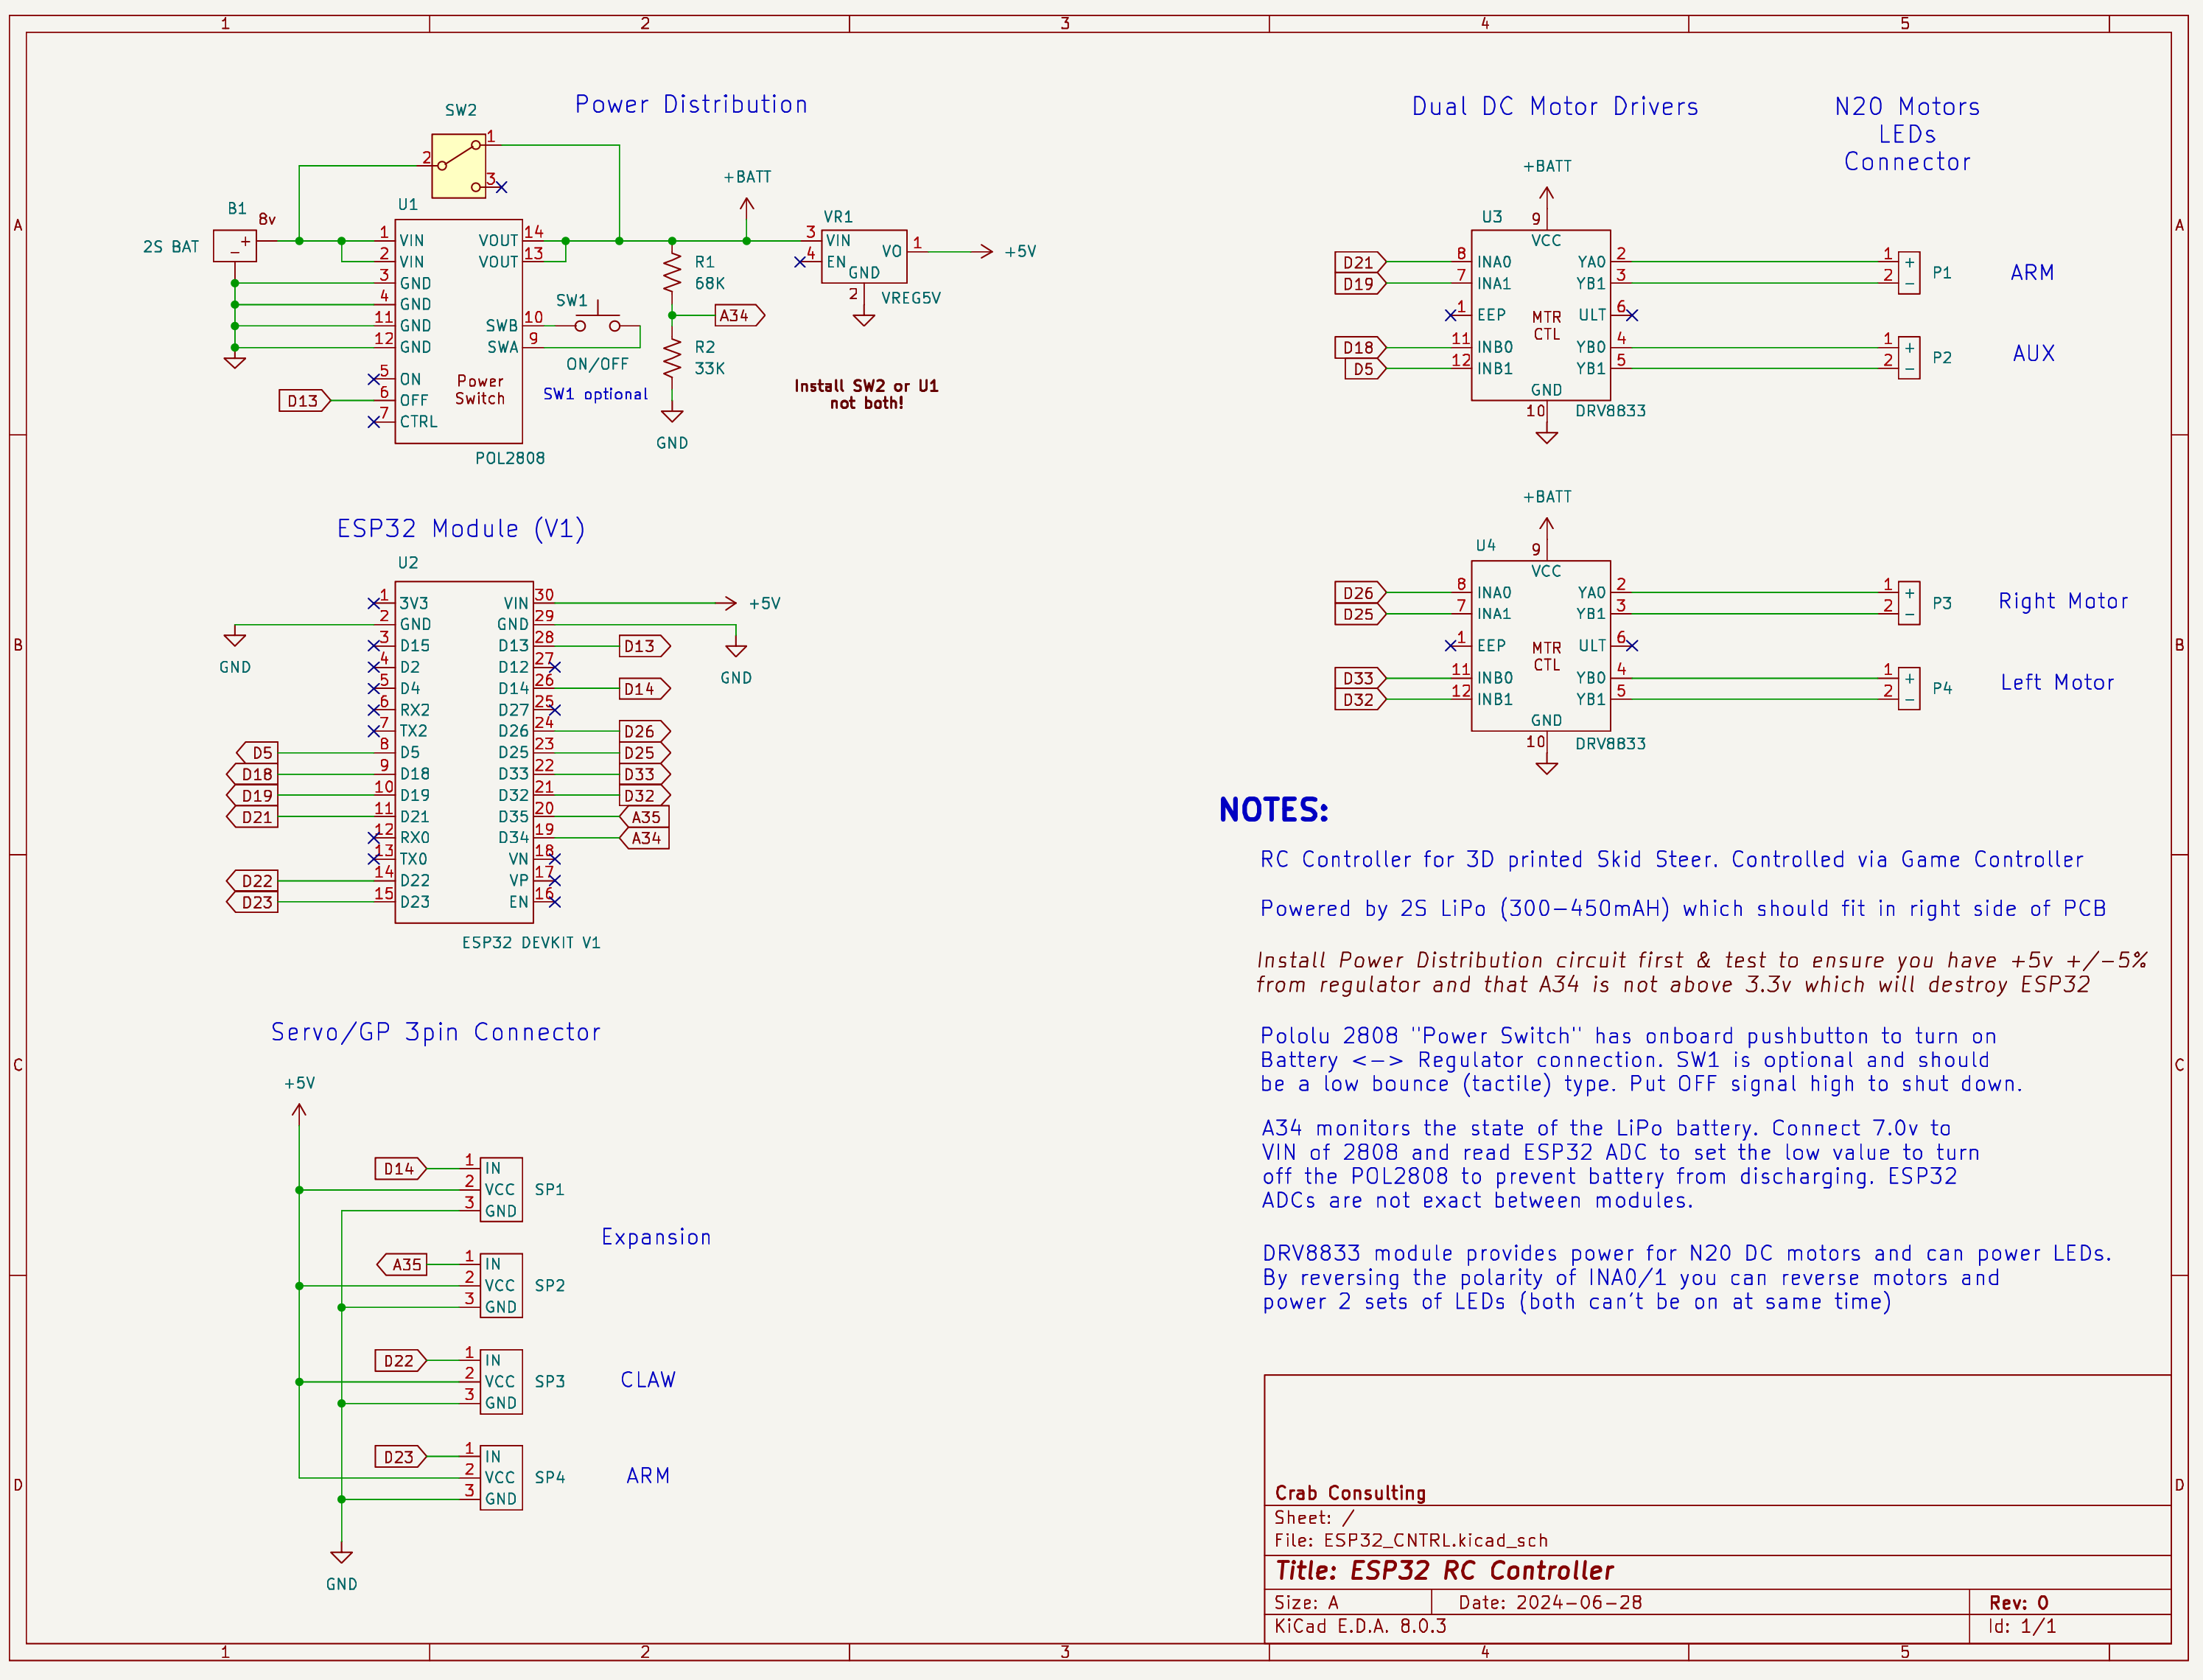 1 2 3 4 5
A
B
C
D
A
B
C
D
Power Distribution
SW2
1
2
3
B1
8v
2S BAT
+
-
U1
1 VIN
2 VIN
3 GND
4 GND
11 GND
12 GND
5 ON
6 OFF
7 CTRL
VOUT 14
VOUT 13
SWB 10
SWA 9
Power
Switch
POL2808
D13
SW1
ON/OFF
SW1 optional
R1
68K
A34
R2
33K
GND
+BATT
VR1
3 VIN
4 EN
VO 1
GND
2
VREG5V
+5V
Install SW2 or U1
not both!
Dual DC Motor Drivers
N20 Motors
LEDs
Connector
+BATT
U3
9
VCC
D21 8 INA0
D19 7 INA1
1 EEP
D18 11 INB0
D5 12 INB1
MTR
CTL
YA0 2
YB1 3
ULT 6
YB0 4
YB1 5
GND
10
DRV8833
1 +
2 -
P1
ARM
1 +
2 -
P2
AUX
+BATT
U4
9
VCC
D26 8 INA0
D25 7 INA1
1 EEP
D33 11 INB0
D32 12 INB1
MTR
CTL
YA0 2
YB1 3
ULT 6
YB0 4
YB1 5
GND
10
DRV8833
1 +
2 -
P3
Right Motor
1 +
2 -
P4
Left Motor
ESP32 Module (V1)
U2
1 3V3
2 GND
3 D15
4 D2
5 D4
6 RX2
7 TX2
D5 8 D5
D18 9 D18
D19 10 D19
D21 11 D21
12 RX0
13 TX0
D22 14 D22
D23 15 D23
GND
VIN 30 +5V
GND 29
D13 28 D13
D12 27
D14 26 D14
D27 25
D26 24 D26
D25 23 D25
D33 22 D33
D32 21 D32
D35 20 A35
D34 19 A34
VN 18
VP 17
EN 16
GND
ESP32 DEVKIT V1
Servo/GP 3pin Connector
+5V
D14 1 IN
2 VCC
3 GND
SP1
Expansion
A35 1 IN
2 VCC
3 GND
SP2
D22 1 IN
2 VCC
3 GND
SP3
CLAW
D23 1 IN
2 VCC
3 GND
SP4
ARM
GND
NOTES:
RC Controller for 3D printed Skid Steer. Controlled via Game Controller
Powered by 2S LiPo (300-450mAH) which should fit in right side of PCB
Install Power Distribution circuit first & test to ensure you have +5v +/-5%
from regulator and that A34 is not above 3.3v which will destroy ESP32
Pololu 2808 "Power Switch" has onboard pushbutton to turn on
Battery <-> Regulator connection. SW1 is optional and should
be a low bounce (tactile) type. Put OFF signal high to shut down.
A34 monitors the state of the LiPo battery. Connect 7.0v to
VIN of 2808 and read ESP32 ADC to set the low value to turn
off the POL2808 to prevent battery from discharging. ESP32
ADCs are not exact between modules.
DRV8833 module provides power for N20 DC motors and can power LEDs.
By reversing the polarity of INA0/1 you can reverse motors and
power 2 sets of LEDs (both can't be on at same time)
Crab Consulting
Sheet: /
File: ESP32_CNTRL.kicad_sch
Title: ESP32 RC Controller
Size: A Date: 2024-06-28 Rev: 0
KiCad E.D.A. 8.0.3 Id: 1/1
1 2 3 4 5